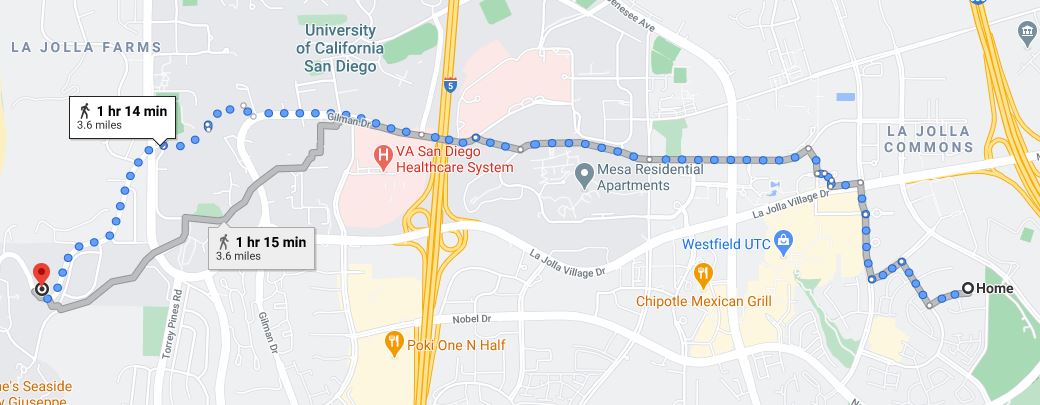 LA JOLLA FARMS
University
of California
San Diego
enesee Ave
5
1 hr 14 min
3.6 miles
Gilman Dr
H
VA San Diego
Healthcare System
Mesa Residential
Apartments
LA JOLLA
COMMONS
La Jolla Village Dr
1 hr 15 min
3.6 miles
Westfield UTC
La Jolla Village Dr
Chipotle Mexican Grill
Home
Torrey Pines Rd
Gilman Dr
Nobel Dr
Poki One N Half
ne's Seaside
y Giuseppe